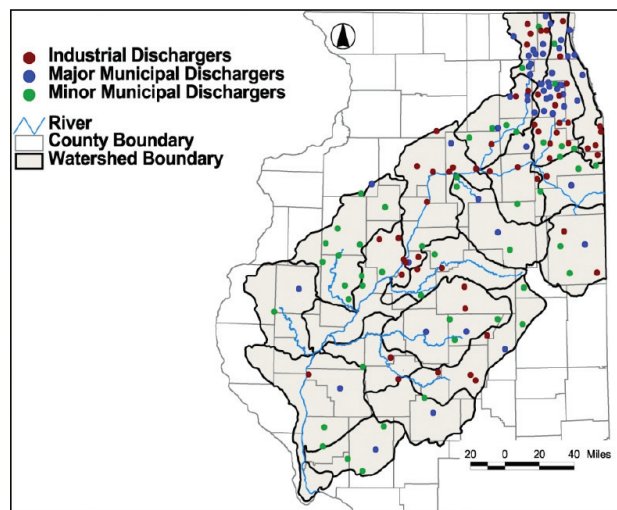 Industrial Dischargers
Major Municipal Dischargers
Minor Municipal Dischargers
River
County Boundary
Watershed Boundary
20 0 20 40 Miles